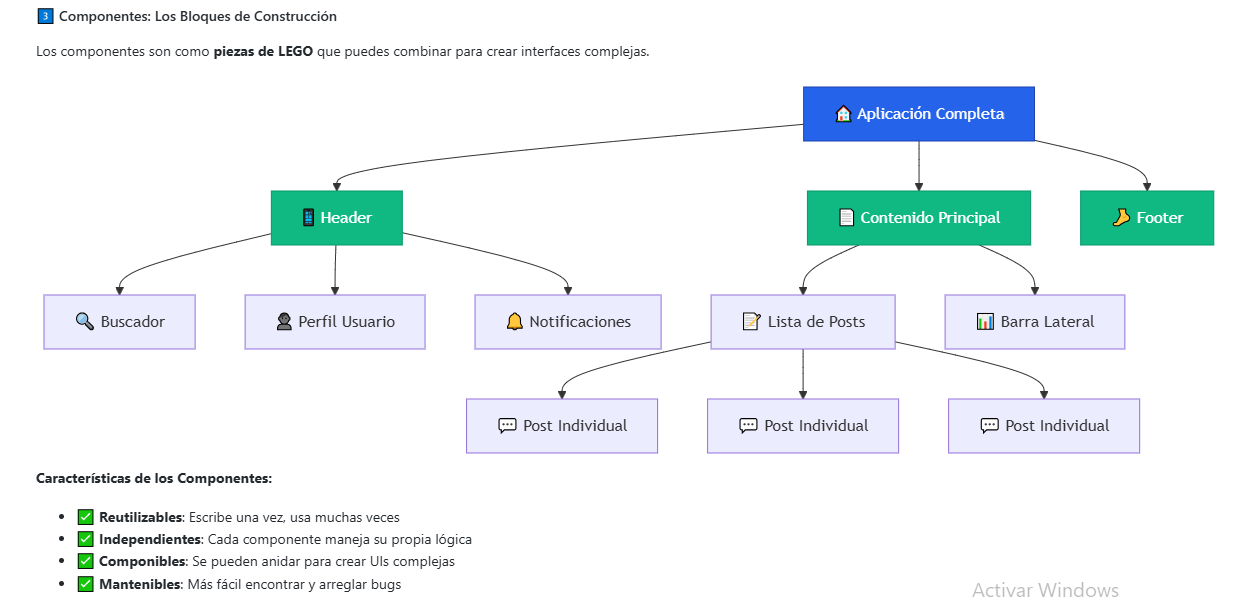 3 Componentes: Los Bloques de Construcción
Los componentes son como piezas de LEGO que puedes combinar para crear interfaces complejas.
Aplicación Completa
Header
Contenido Principal
Footer
Buscador
Perfil Usuario
Notificaciones
Lista de Posts
Barra Lateral
Post Individual
Post Individual
Post Individual
Características de los Componentes:
Reutilizables: Escribe una vez, usa muchas veces
Independientes: Cada componente maneja su propia lógica
Componibles: Se pueden anidar para crear UIs complejas
Mantenibles: Más fácil encontrar y arreglar bugs
Activar Windows